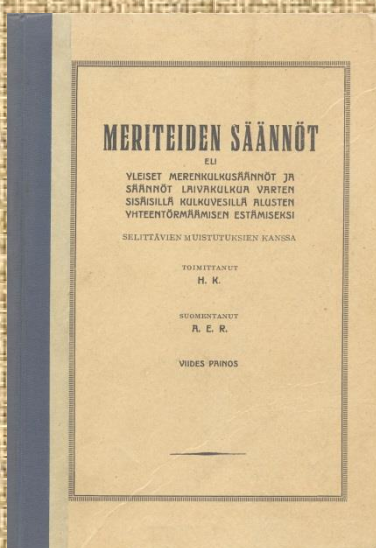 MERITEIDEN SÄÄNNÖT
ELI
YLEISET MERENKULKUSÄÄNNÖT JA
SÄÄNNÖT LAIVAKULKUA VARTEN
SISÄISILLÄ KULKUVESILLÄ ALUSTEN
YHTEENTÖRMÄÄMISEN ESTÄMISEKSI
SELITTÄVIEN MUISTUTUKSIEN KANSSA
TOIMITTANUT
H. K.
SUOMENTANUT
A. E. R.
VIIDES PAINOS